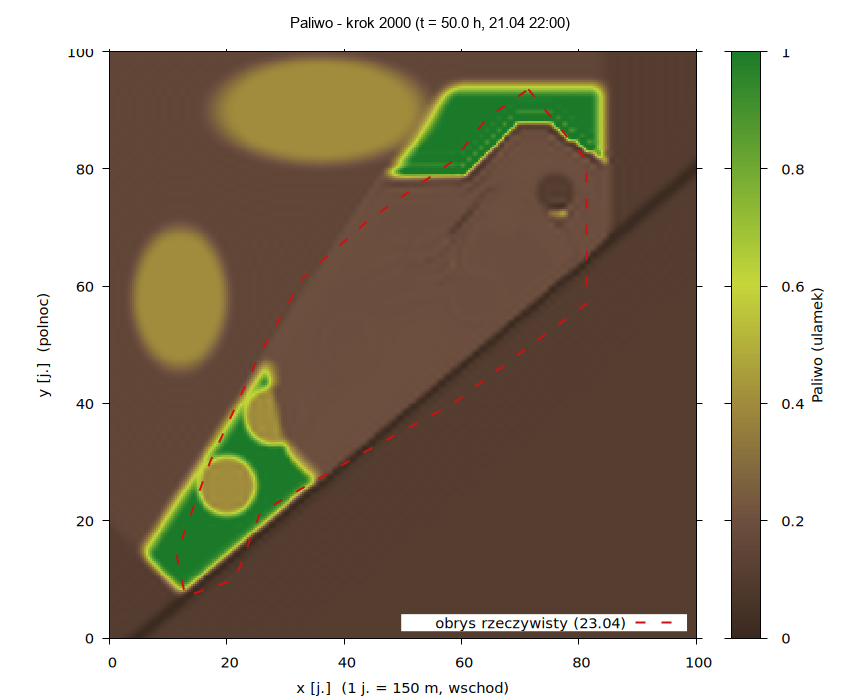 Paliwo - krok 2000 (t = 50.0 h, 21.04 22:00)
100
80
60
40
20
0
y [j.] (polnoc)
obrys rzeczywisty (23.04)
0 20 40 60 80 100
x [j.] (1 j. = 150 m, wschod)
1
0.8
0.6
0.4
0.2
0
Paliwo (ulamek)